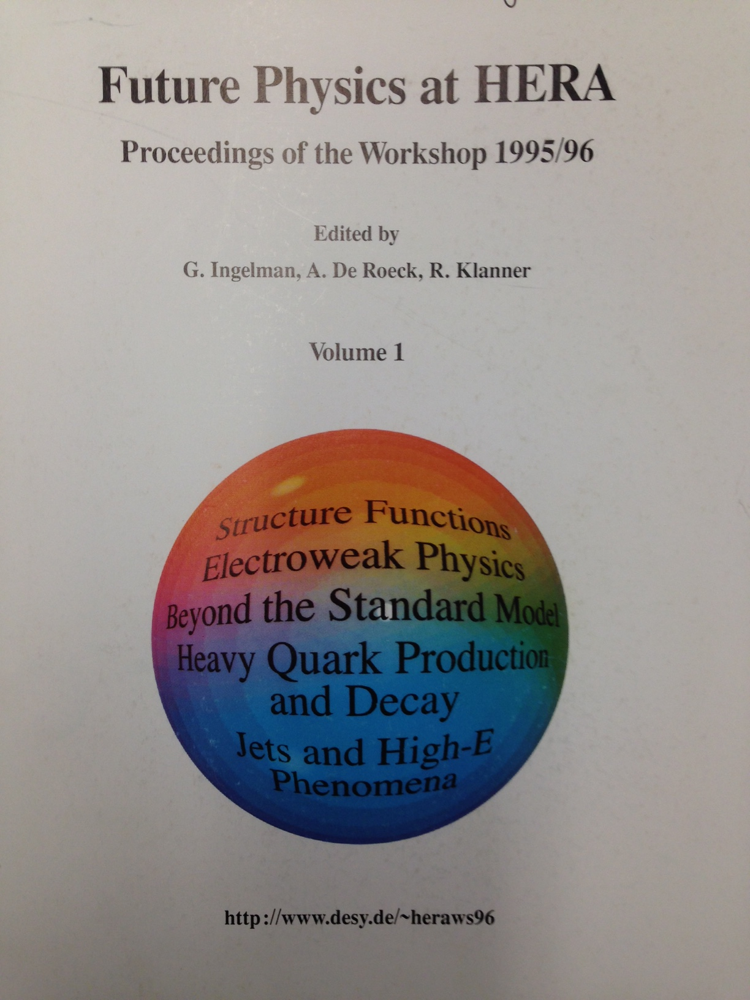 Future Physics at HERA
Proceedings of the Workshop 1995/96
Edited by
G. Ingelman, A. De Roeck, R. Klanner
Volume 1
Structure Functions
Electroweak Physics
Beyond the Standard Model
Heavy Quark Production
and Decay
Jets and High-E
Phenomena
http://www.desy.de/~heraws96